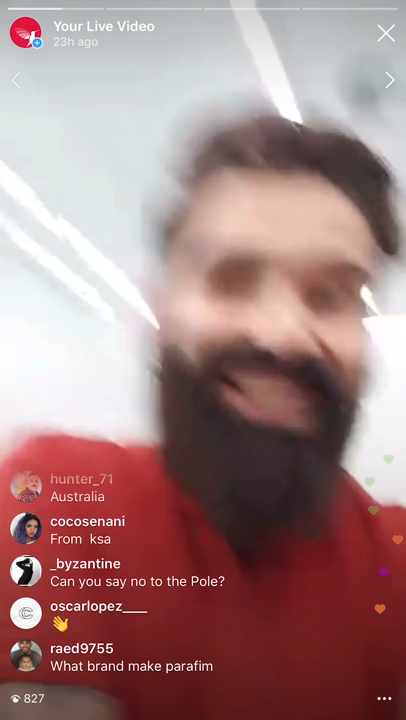 Your Live Video
23h ago
hunter_71
Australia
cocosenani
From ksa
_byzantine
Can you say no to the Pole?
oscarlopez___
👋
raed9755
What brand make parafim
827